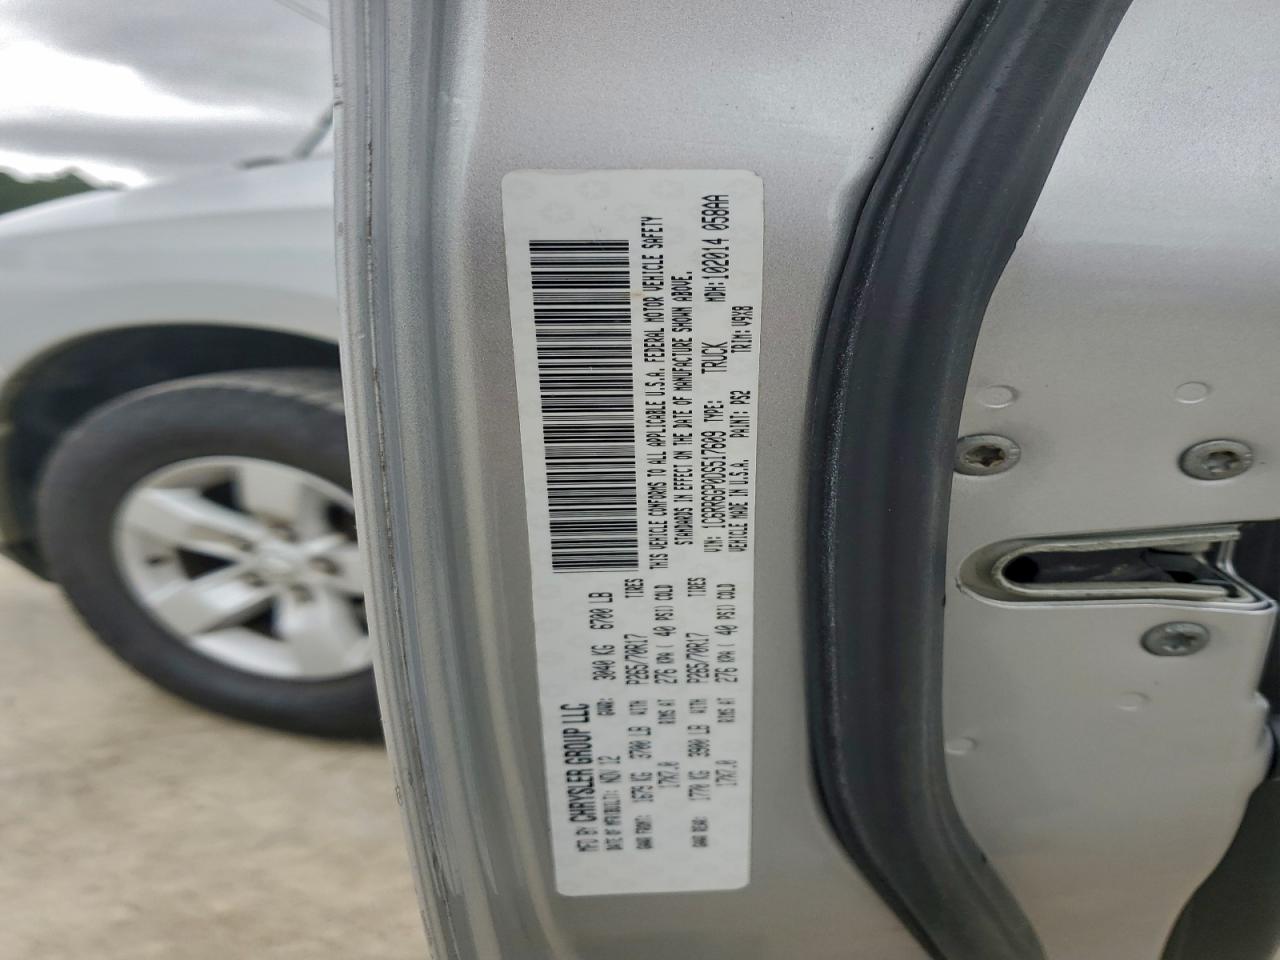 MFD BY: CHRYSLER GROUP LLC
DATE OF MFR(BUILT): NOV 12 GVWR: 3040 KG 6700 LB
GAWR FRONT: 1675 KG 3700 LB WITH P265/70R17 TIRES
17X7.0 RIMS AT 276 KPA ( 40 PSI) COLD
GAWR REAR: 1770 KG 3900 LB WITH P265/70R17 TIRES
17X7.0 RIMS AT 276 KPA ( 40 PSI) COLD
THIS VEHICLE CONFORMS TO ALL APPLICABLE U.S.A. FEDERAL MOTOR VEHICLE SAFETY
STANDARDS IN EFFECT ON THE DATE OF MANUFACTURE SHOWN ABOVE.
VIN: 1C6RR6GP0DS517609 TYPE: TRUCK MDH: 102014 058AA
VEHICLE MADE IN U.S.A. PAINT: PS2 TRIM: V9X8